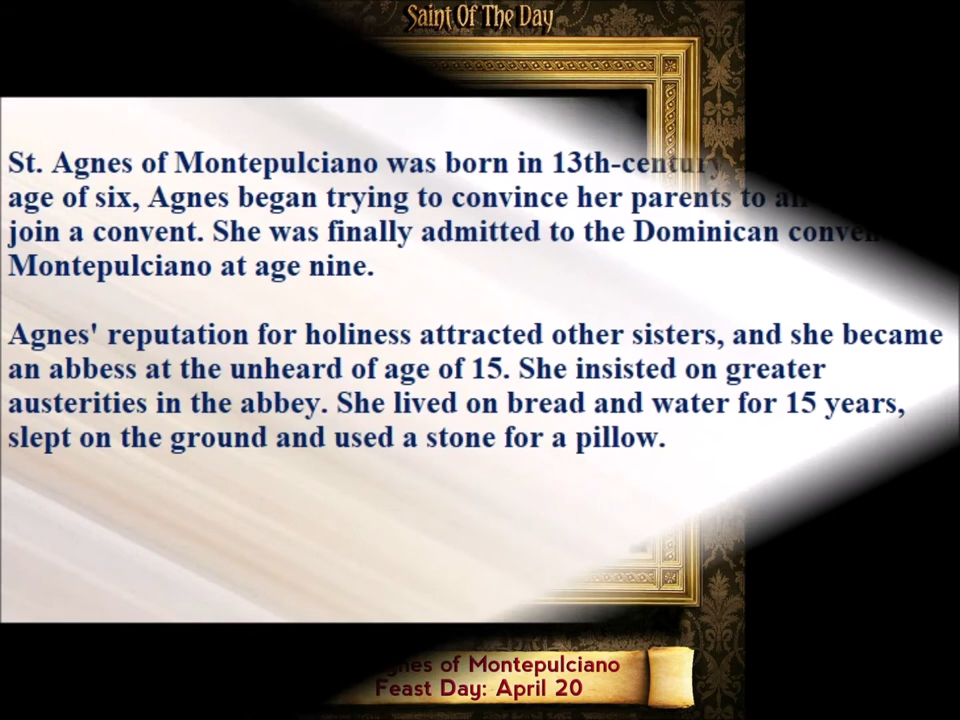 Saint Of The Day
St. Agnes of Montepulciano was born in 13th-century
age of six, Agnes began trying to convince her parents to
join a convent. She was finally admitted to the Dominican
Montepulciano at age nine.
Agnes' reputation for holiness attracted other sisters, and she became
an abbess at the unheard of age of 15. She insisted on greater
austerities in the abbey. She lived on bread and water for 15 years,
slept on the ground and used a stone for a pillow.
of Montepulciano
Feast Day: April 20